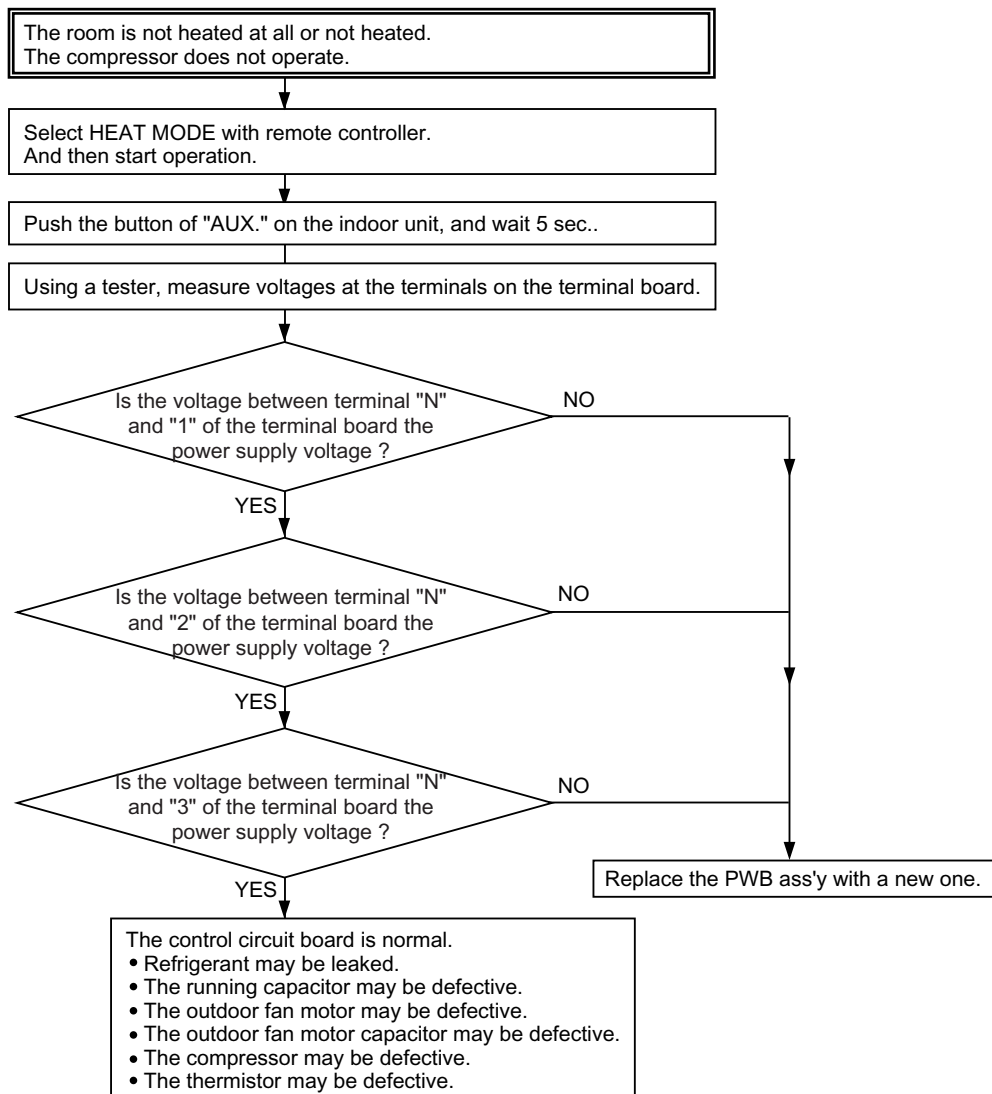 The room is not heated at all or not heated.
The compressor does not operate.
Select HEAT MODE with remote controller.
And then start operation.
Push the button of "AUX." on the indoor unit, and wait 5 sec..
Using a tester, measure voltages at the terminals on the terminal board.
Is the voltage between terminal "N"
and "1" of the terminal board the
power supply voltage ?
NO
YES
Is the voltage between terminal "N"
and "2" of the terminal board the
power supply voltage ?
NO
YES
Is the voltage between terminal "N"
and "3" of the terminal board the
power supply voltage ?
NO
YES
Replace the PWB ass'y with a new one.
The control circuit board is normal.
• Refrigerant may be leaked.
• The running capacitor may be defective.
• The outdoor fan motor may be defective.
• The outdoor fan motor capacitor may be defective.
• The compressor may be defective.
• The thermistor may be defective.